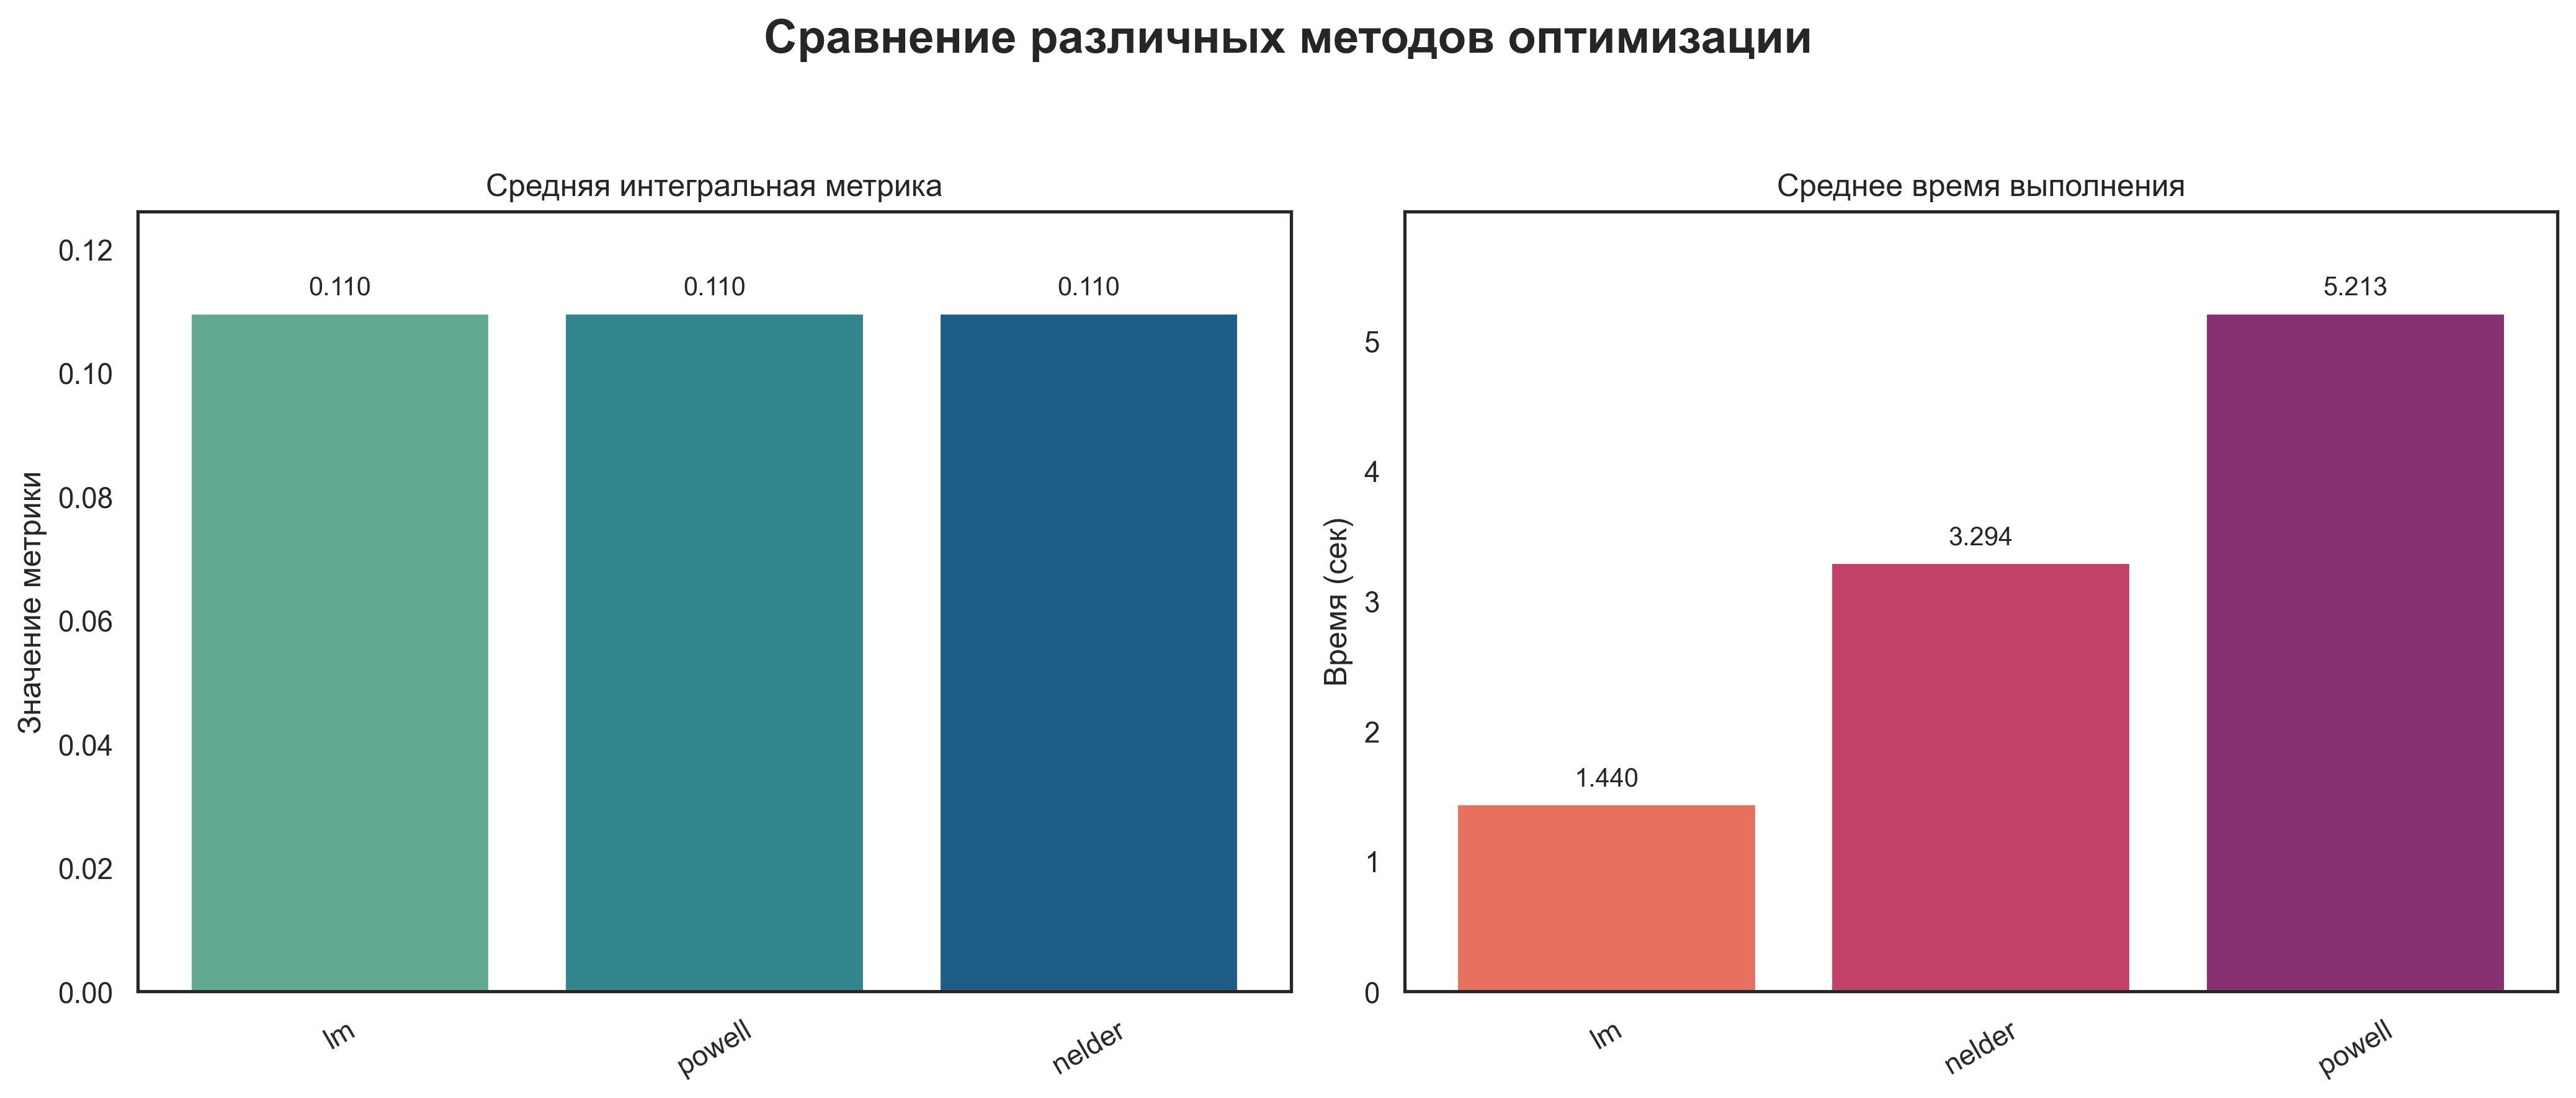 Сравнение различных методов оптимизации
Средняя интегральная метрика
Значение метрики
0.12
0.10
0.08
0.06
0.04
0.02
0.00
0.110
0.110
0.110
lm
powell
nelder
Среднее время выполнения
Время (сек)
5
4
3
2
1
0
1.440
3.294
5.213
lm
nelder
powell